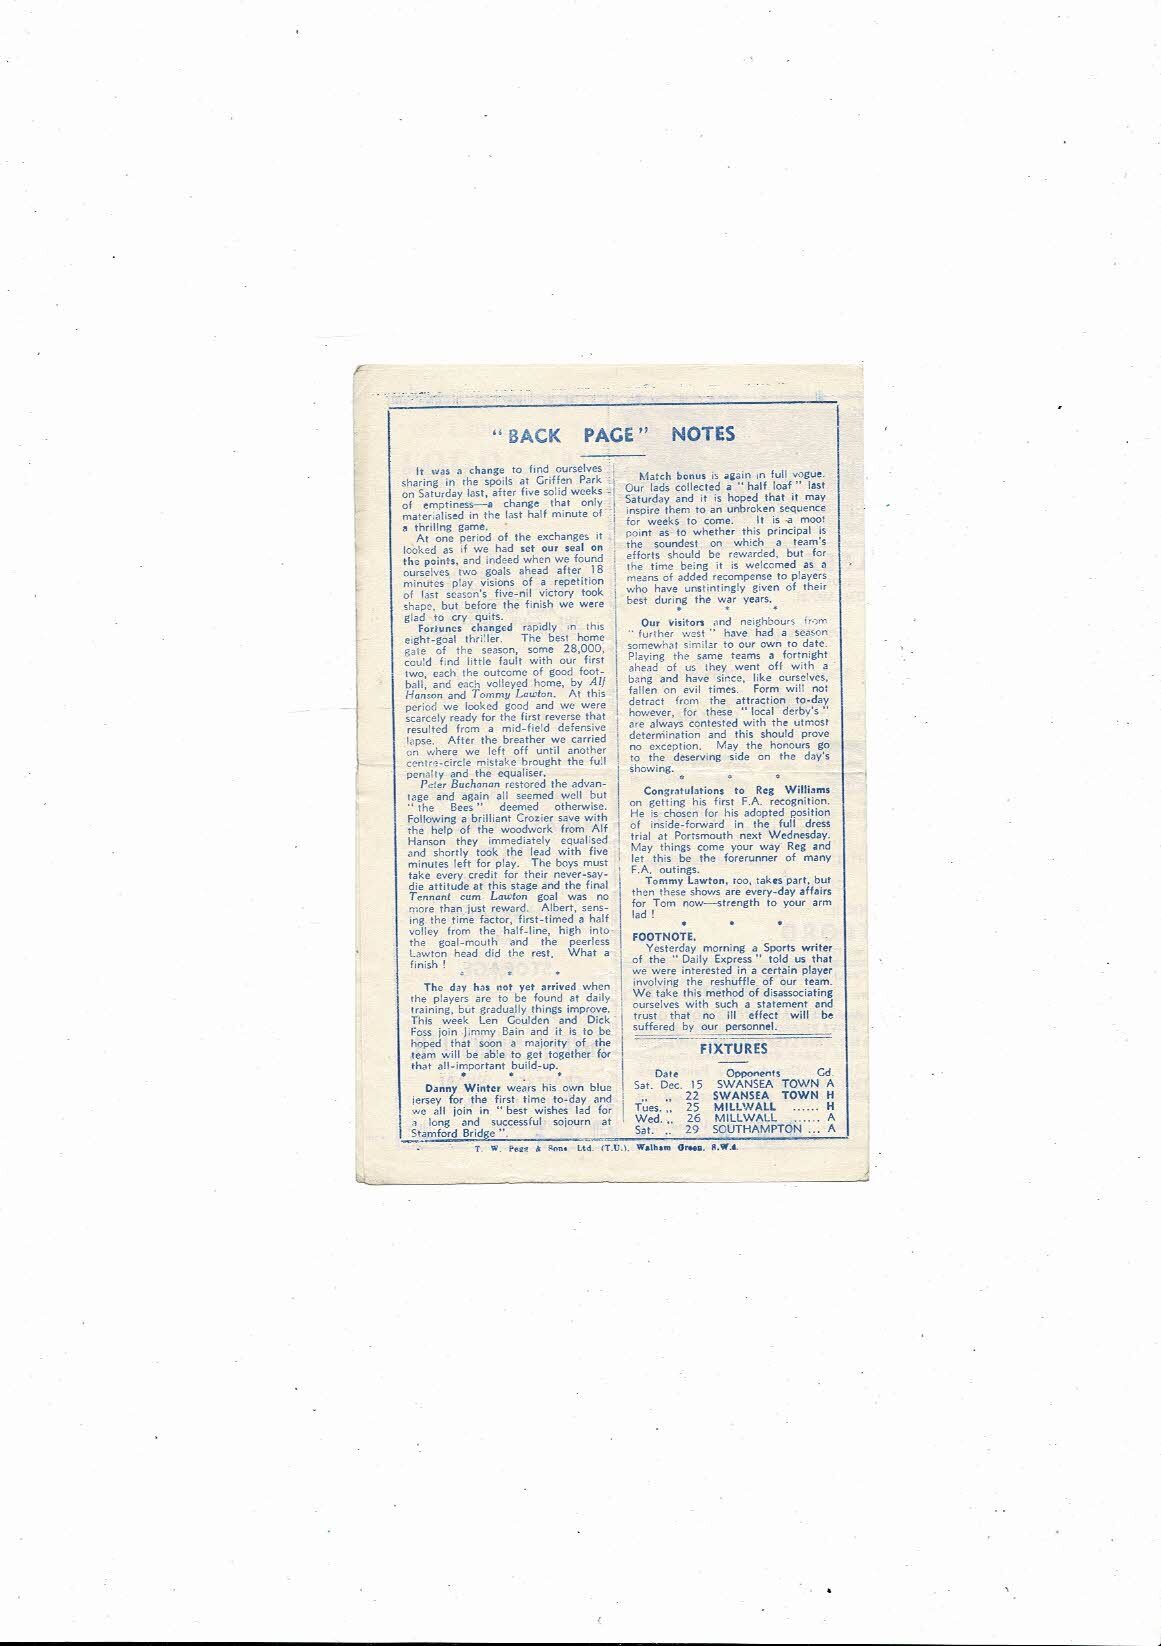 "BACK PAGE" NOTES
It was a change to find ourselves
sharing in the spoils at Griffen Park
on Saturday last, after five solid weeks
of emptiness—a change that only
materialised in the last half minute of
a thrillng game.
At one period of the exchanges it
looked as if we had set our seal on
the points, and indeed when we found
ourselves two goals ahead after 18
minutes play visions of a repetition
of last season's five-nil victory took
shape, but before the finish we were
glad to cry quits.
Fortunes changed rapidly in this
eight-goal thriller. The best home
gate of the season, some 28,000,
could find little fault with our first
two, each the outcome of good foot-
ball, and each volleyed home, by Alf
Hanson and Tommy Lawton. At this
period we looked good and we were
scarcely ready for the first reverse that
resulted from a mid-field defensive
lapse. After the breather we carried
on where we left off until another
centre-circle mistake brought the full
penalty and the equaliser.
Peter Buchanan restored the advan-
tage and again all seemed well but
"the Bees" deemed otherwise.
Following a brilliant Crozier save with
the help of the woodwork from Alf
Hanson they immediately equalised
and shortly took the lead with five
minutes left for play. The boys must
take every credit for their never-say-
die attitude at this stage and the final
Tennant cum Lawton goal was no
more than just reward. Albert, sens-
ing the time factor, first-timed a half
volley from the half-line, high into
the goal-mouth and the peerless
Lawton head did the rest. What a
finish !
The day has not yet arrived when
the players are to be found at daily
training, but gradually things improve.
This week Len Goulden and Dick
Foss join Jimmy Bain and it is to be
hoped that soon a majority of the
team will be able to get together for
that all-important build-up.
Danny Winter wears his own blue
jersey for the first time to-day and
we all join in "best wishes lad for
a long and successful sojourn at
Stamford Bridge".
Match bonus is again in full vogue.
Our lads collected a "half loaf" last
Saturday and it is hoped that it may
inspire them to an unbroken sequence
for weeks to come. It is a moot
point as to whether this principal is
the soundest on which a team's
efforts should be rewarded, but for
the time being it is welcomed as a
means of added recompense to players
who have unstintingly given of their
best during the war years.
Our visitors and neighbours from
"further west" have had a season
somewhat similar to our own to date.
Playing the same teams a fortnight
ahead of us they went off with a
bang and have since, like ourselves,
fallen on evil times. Form will not
detract from the attraction to-day
however, for these "local derby's"
are always contested with the utmost
determination and this should prove
no exception. May the honours go
to the deserving side on the day's
showing.
Congratulations to Reg Williams
on getting his first F.A. recognition.
He is chosen for his adopted position
of inside-forward in the full dress
trial at Portsmouth next Wednesday.
May things come your way Reg and
let this be the forerunner of many
F.A. outings.
Tommy Lawton, too, takes part, but
then these shows are every-day affairs
for Tom now—strength to your arm
lad !
FOOTNOTE.
Yesterday morning a Sports writer
of the "Daily Express" told us that
we were interested in a certain player
involving the reshuffle of our team.
We take this method of disassociating
ourselves with such a statement and
trust that no ill effect will be
suffered by our personnel.
FIXTURES
Date Opponents Gd.
Sat. Dec. 15 SWANSEA TOWN A
„ „ 22 SWANSEA TOWN H
Tues. „ 25 MILLWALL ...... H
Wed. „ 26 MILLWALL ...... A
Sat. „ 29 SOUTHAMPTON ... A
T. W. Pegg & Sons Ltd. (T.U.), Walham Green, S.W.6.